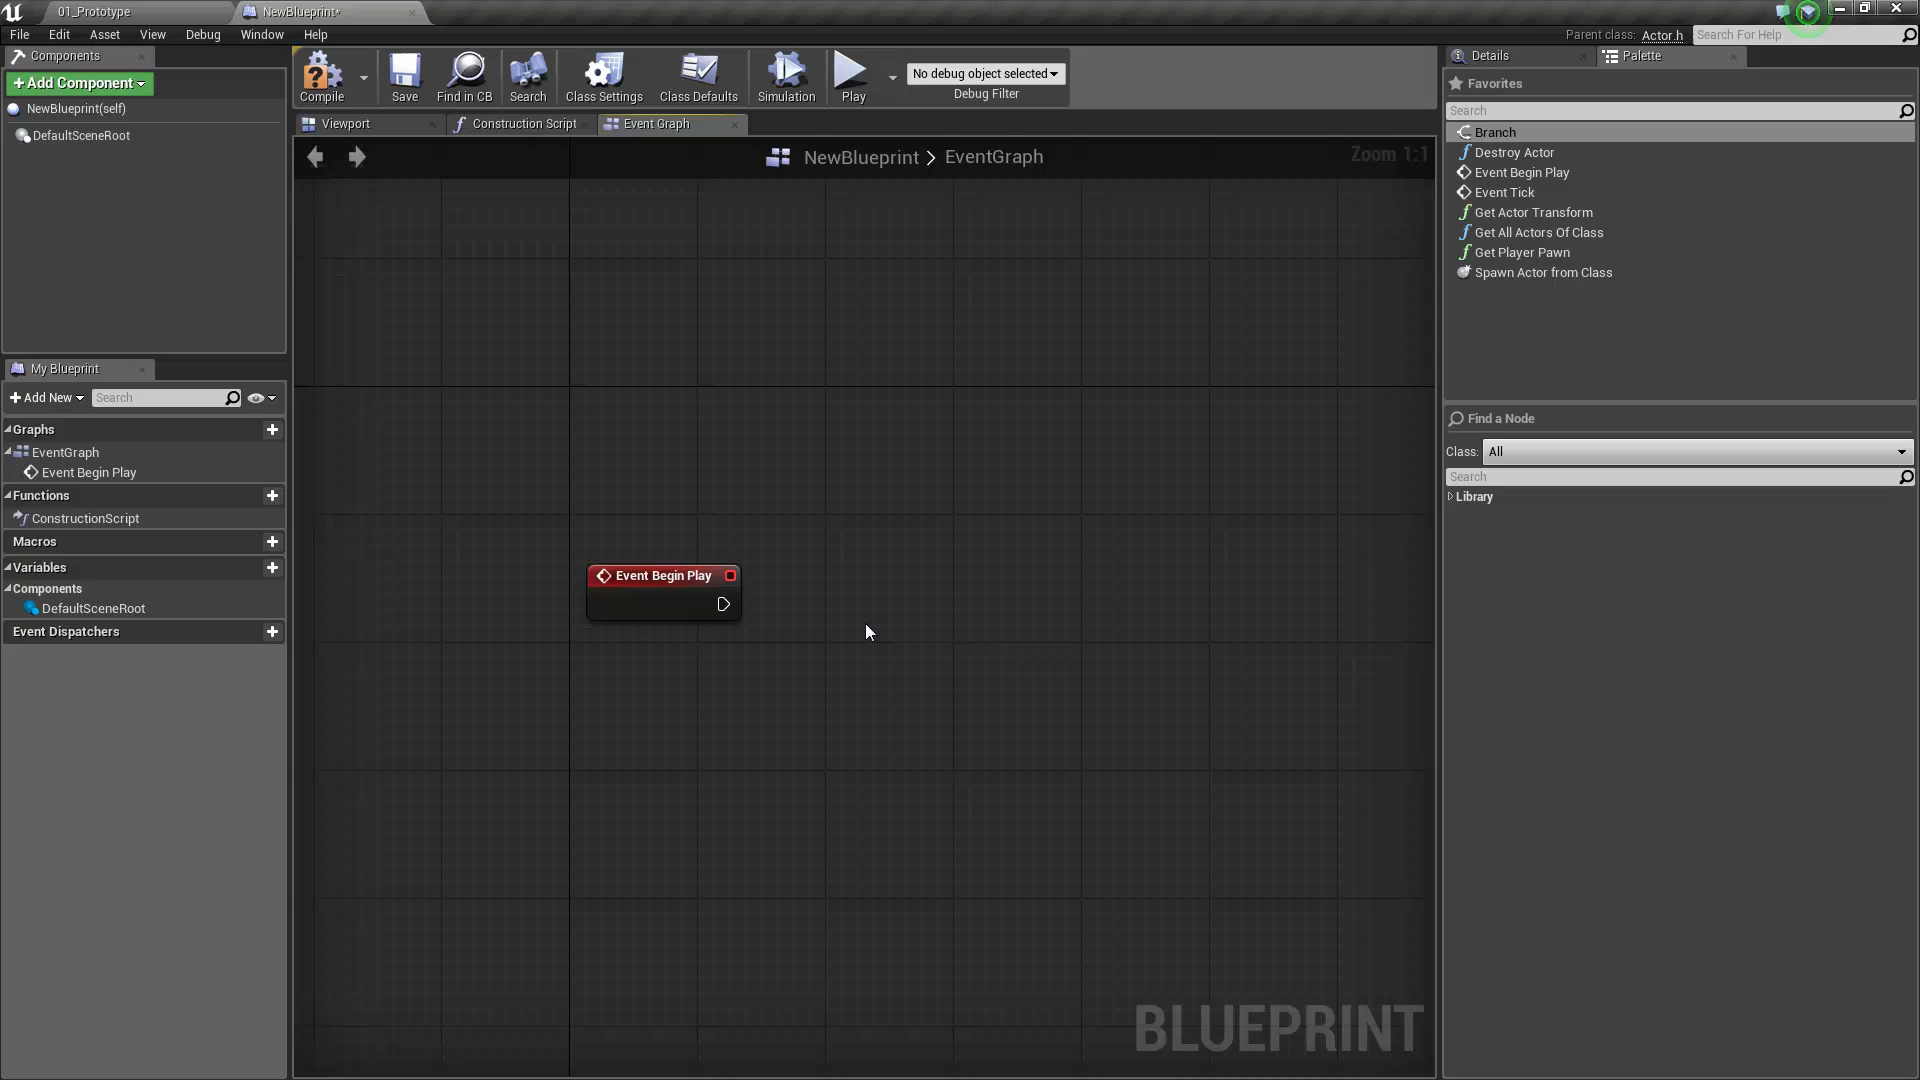 01_Prototype
NewBlueprint*
File Edit Asset View Debug Window Help
Parent class: Actor.h
Search For Help
Components
+Add Component
NewBlueprint(self)
DefaultSceneRoot
Compile
Save
Find in CB
Search
Class Settings
Class Defaults
Simulation
Play
No debug object selected
Debug Filter
Viewport
Construction Script
Event Graph
NewBlueprint > EventGraph
Zoom 1:1
Event Begin Play
BLUEPRINT
My Blueprint
+Add New
Search
Graphs
EventGraph
Event Begin Play
Functions
ConstructionScript
Macros
Variables
Components
DefaultSceneRoot
Event Dispatchers
Details
Palette
Favorites
Search
Branch
Destroy Actor
Event Begin Play
Event Tick
Get Actor Transform
Get All Actors Of Class
Get Player Pawn
Spawn Actor from Class
Find a Node
Class: All
Search
Library